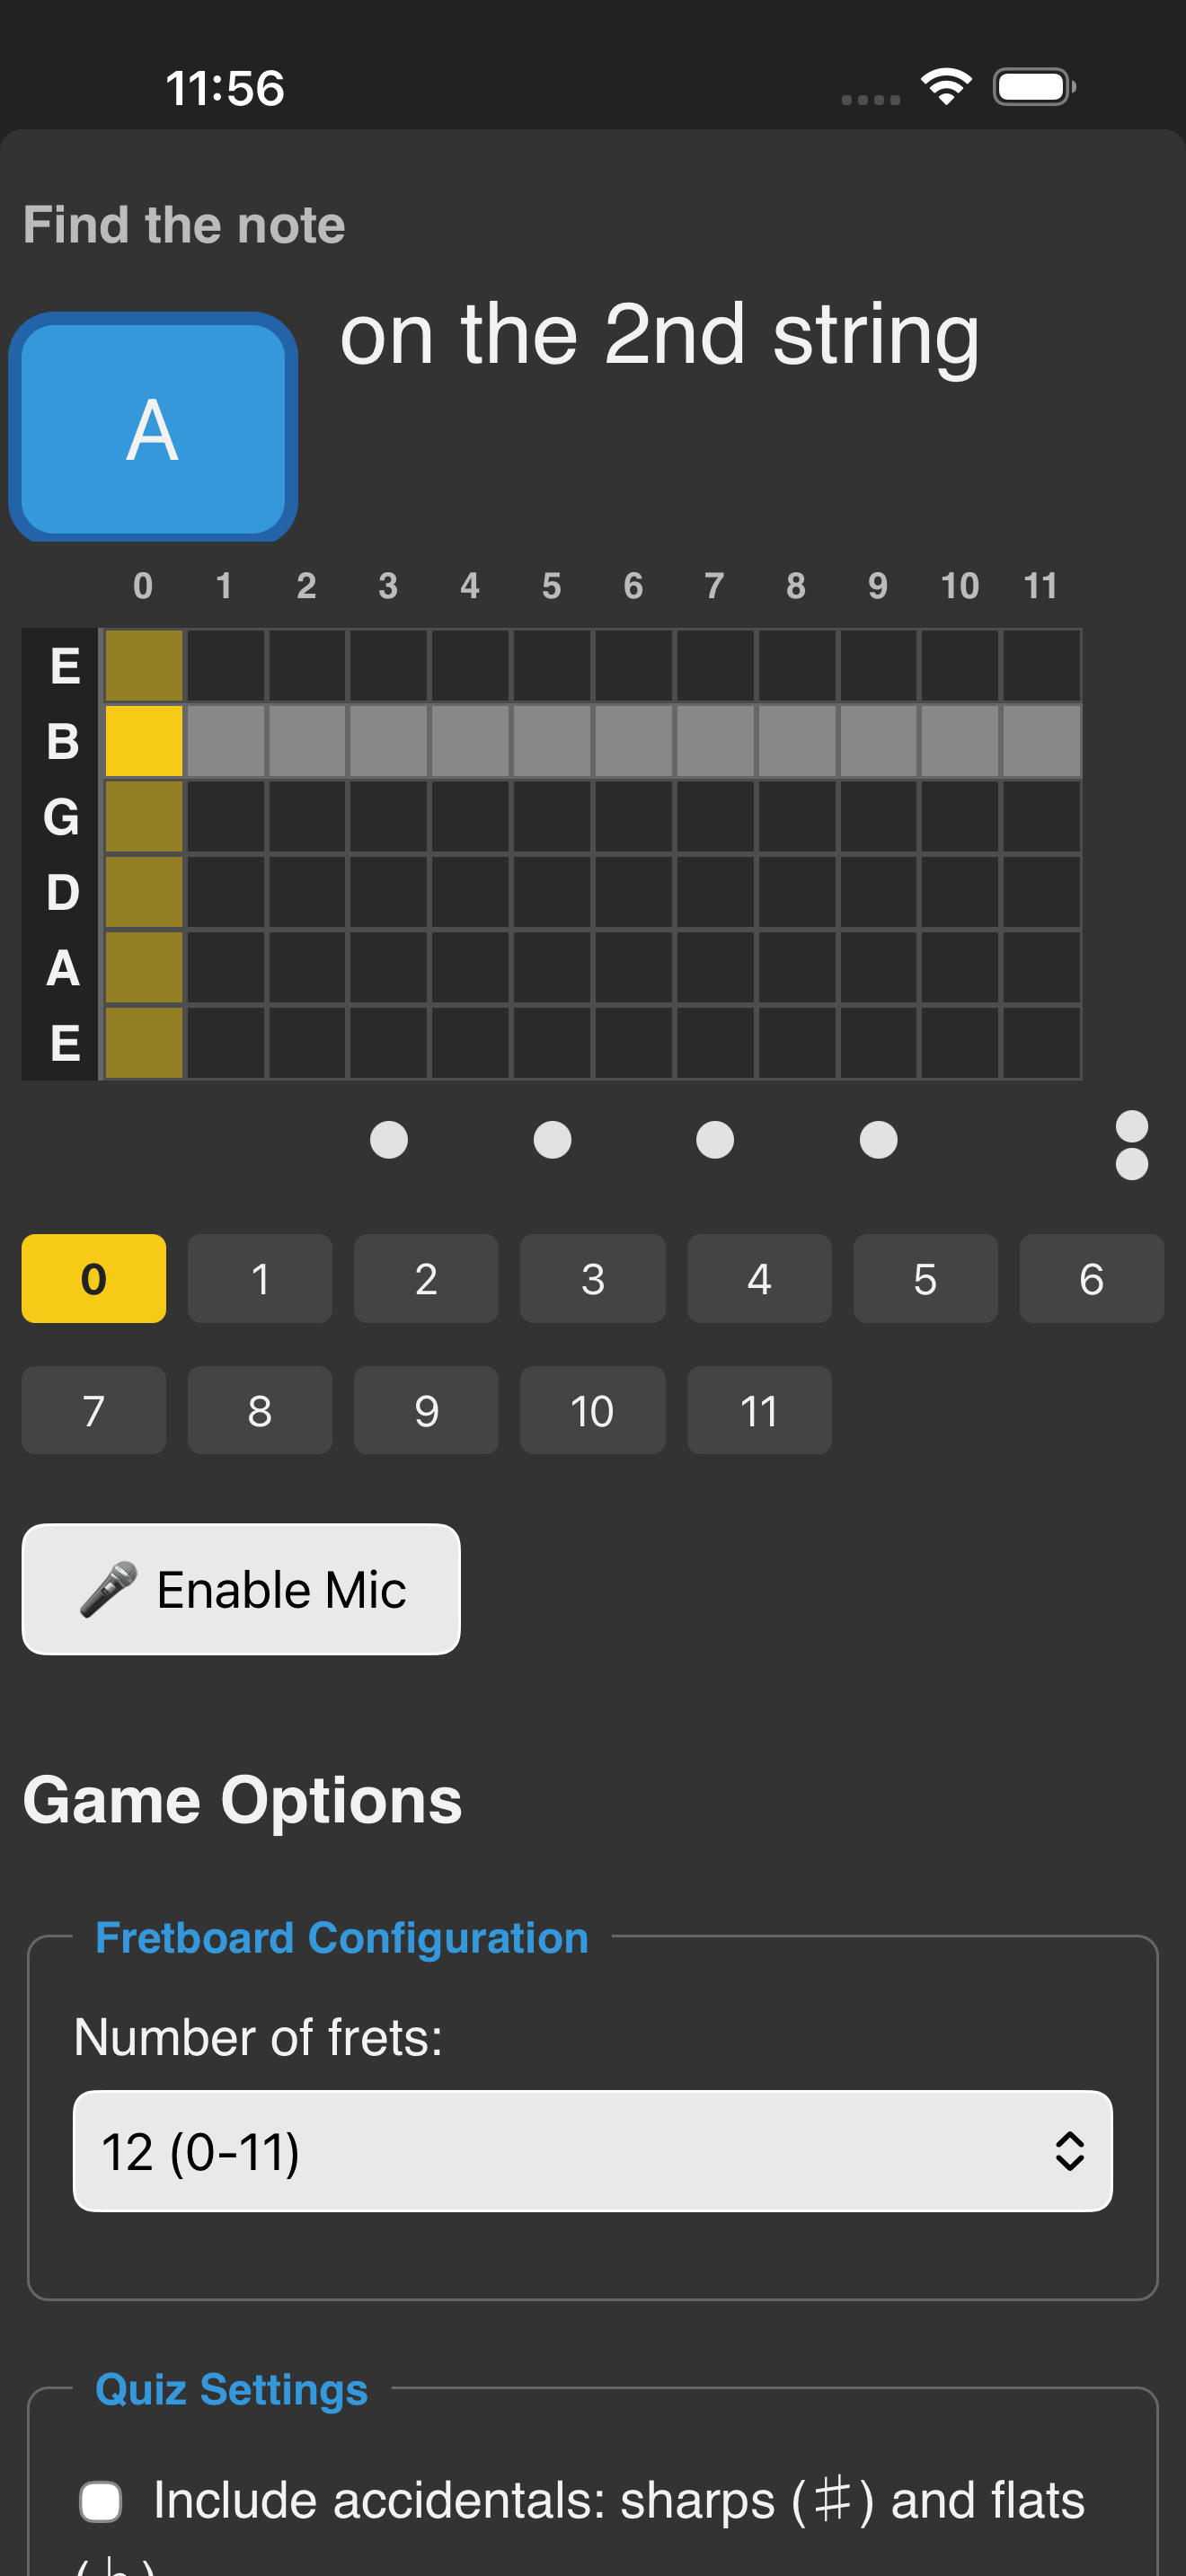 11:56
Find the note
A
on the 2nd string
0 1 2 3 4 5 6 7 8 9 10 11
E
B
G
D
A
E
0 1 2 3 4 5 6
7 8 9 10 11
🎤 Enable Mic
Game Options
Fretboard Configuration
Number of frets:
12 (0-11)
Quiz Settings
Include accidentals: sharps (♯) and flats
(♭)